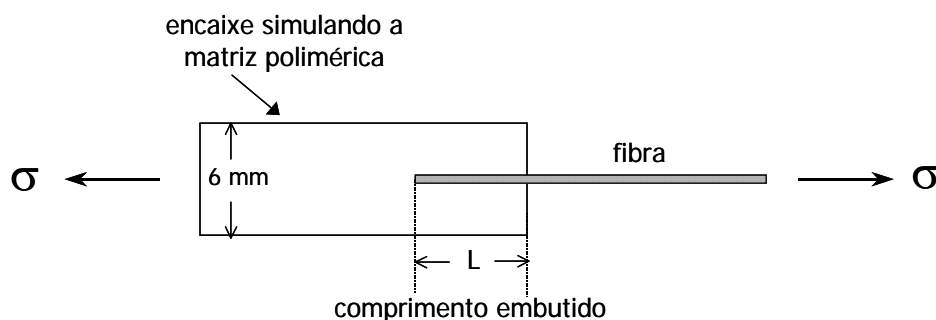 encaixe simulando a
matriz polimérica
σ
6 mm
fibra
σ
L
comprimento embutido